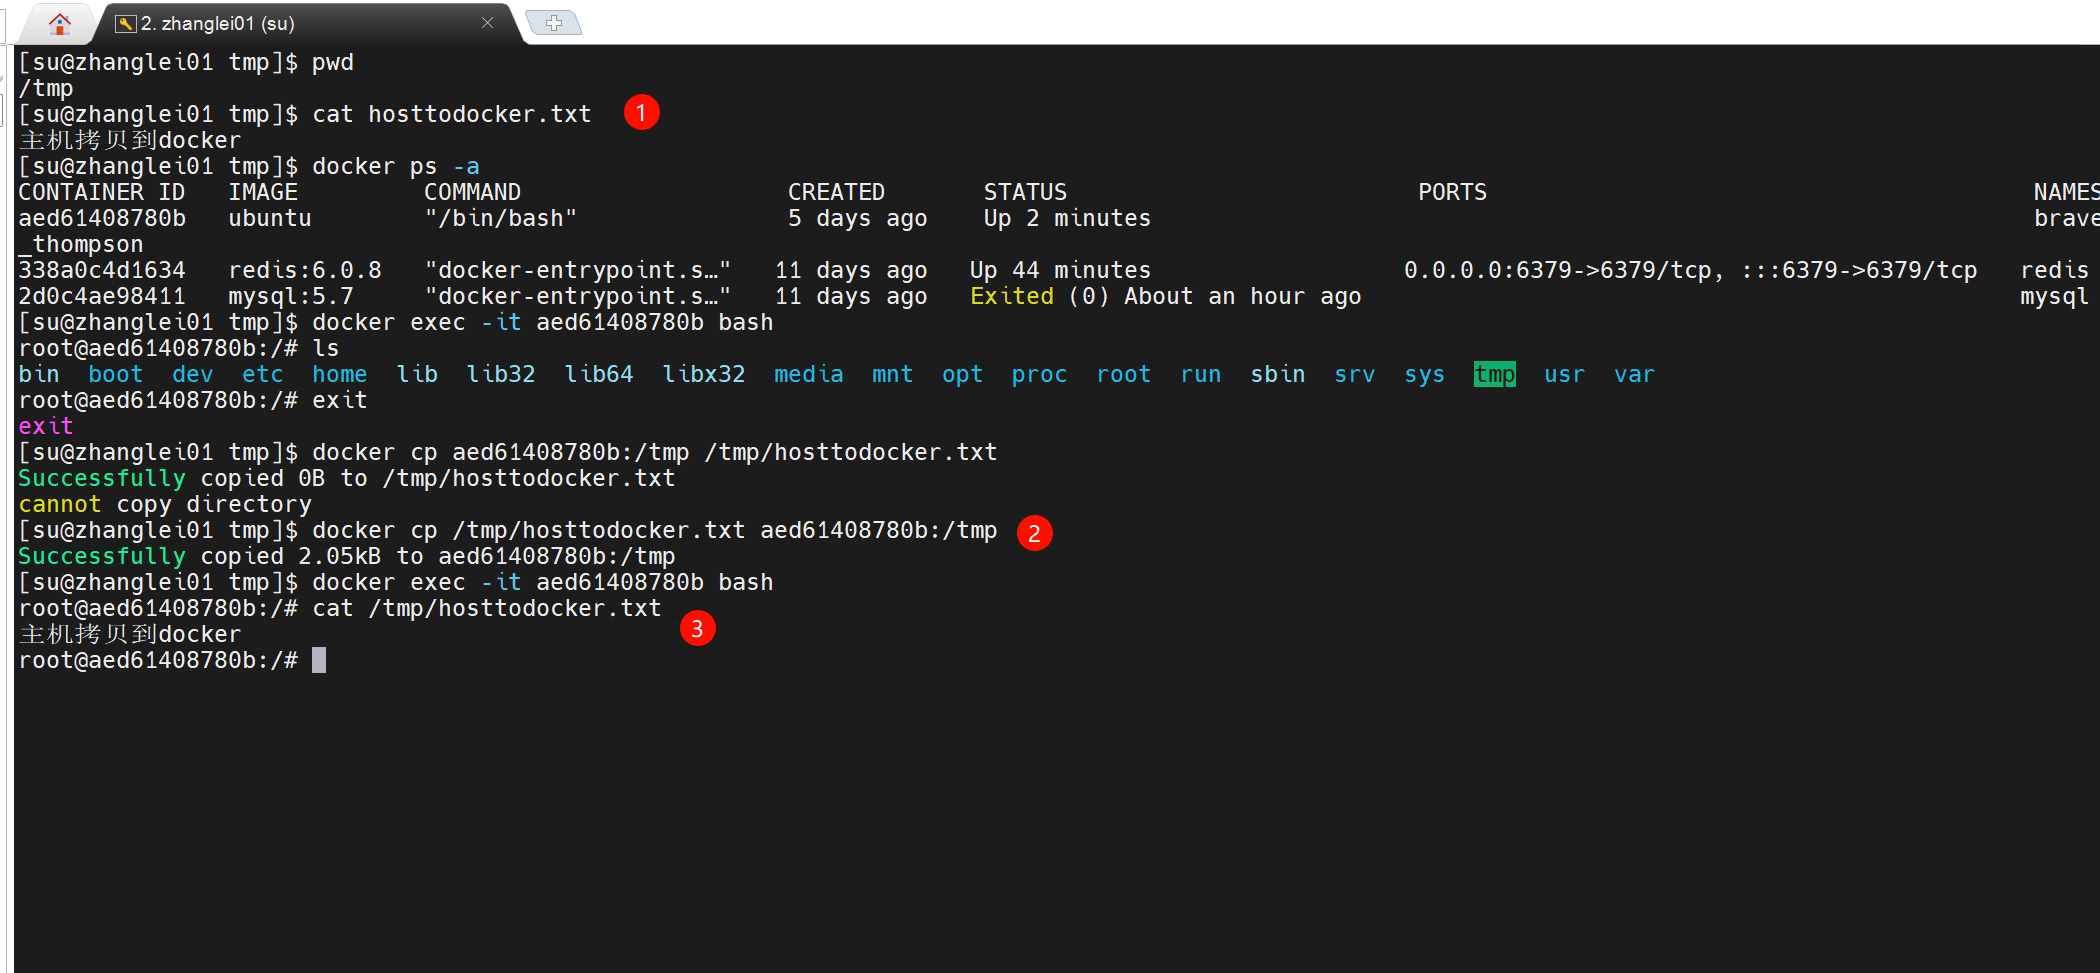 2. zhanglei01 (su)
[su@zhanglei01 tmp]$ pwd
/tmp
[su@zhanglei01 tmp]$ cat hosttodocker.txt 1
主机拷贝到docker
[su@zhanglei01 tmp]$ docker ps -a
CONTAINER ID IMAGE COMMAND CREATED STATUS PORTS NAMES
aed61408780b ubuntu "/bin/bash" 5 days ago Up 2 minutes brave
_thompson
338a0c4d1634 redis:6.0.8 "docker-entrypoint.s…" 11 days ago Up 44 minutes 0.0.0.0:6379->6379/tcp, :::6379->6379/tcp redis
2d0c4ae98411 mysql:5.7 "docker-entrypoint.s…" 11 days ago Exited (0) About an hour ago mysql
[su@zhanglei01 tmp]$ docker exec -it aed61408780b bash
root@aed61408780b:/# ls
bin boot dev etc home lib lib32 lib64 libx32 media mnt opt proc root run sbin srv sys tmp usr var
root@aed61408780b:/# exit
exit
[su@zhanglei01 tmp]$ docker cp aed61408780b:/tmp /tmp/hosttodocker.txt
Successfully copied 0B to /tmp/hosttodocker.txt
cannot copy directory
[su@zhanglei01 tmp]$ docker cp /tmp/hosttodocker.txt aed61408780b:/tmp 2
Successfully copied 2.05kB to aed61408780b:/tmp
[su@zhanglei01 tmp]$ docker exec -it aed61408780b bash
root@aed61408780b:/# cat /tmp/hosttodocker.txt
主机拷贝到docker 3
root@aed61408780b:/#